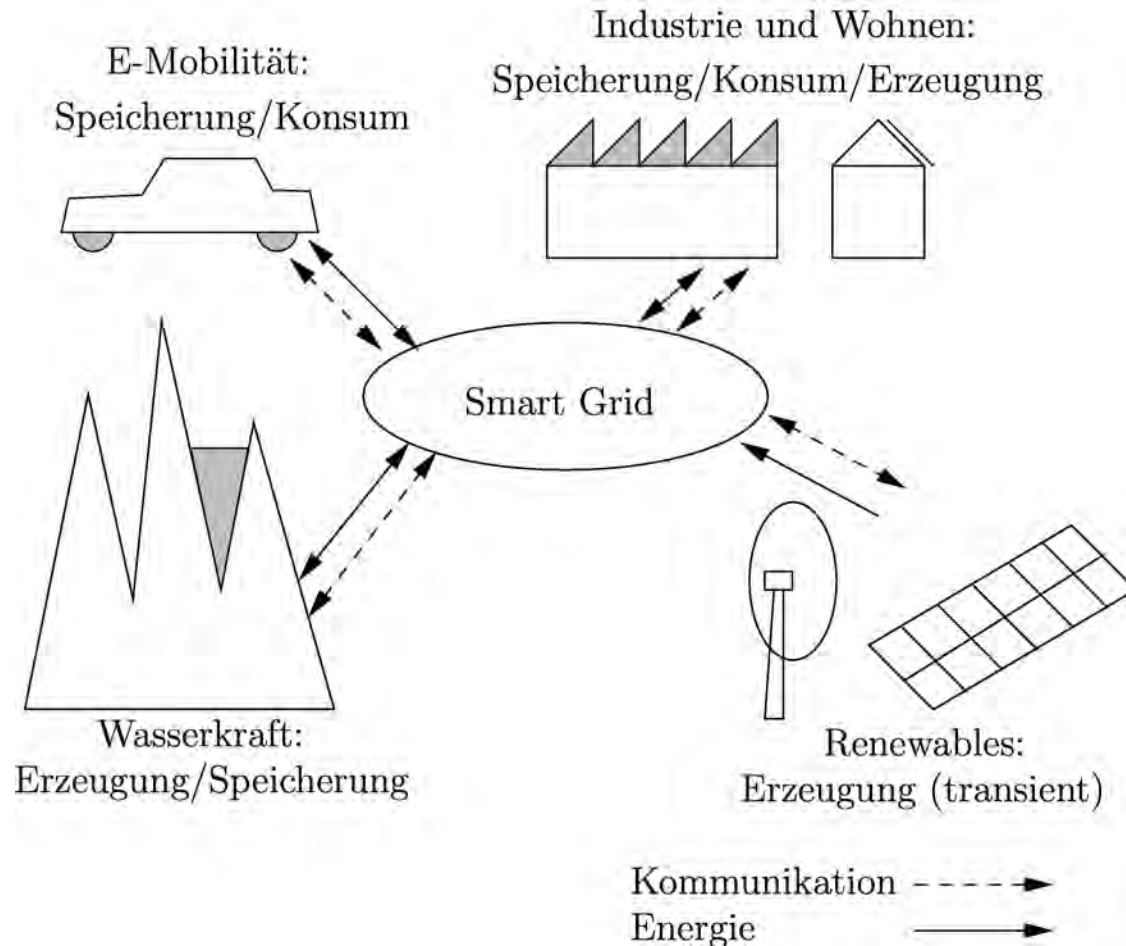 E-Mobilität:
Speicherung/Konsum
Industrie und Wohnen:
Speicherung/Konsum/Erzeugung
Smart Grid
Wasserkraft:
Erzeugung/Speicherung
Renewables:
Erzeugung (transient)
Kommunikation
Energie